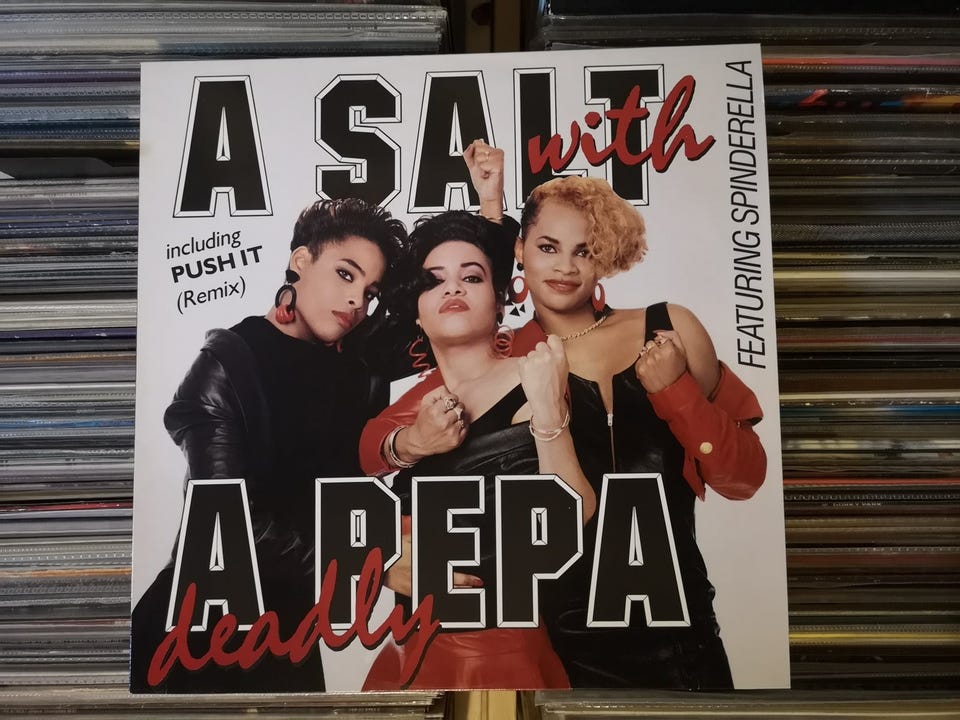 A SALT
with
FEATURING SPINDERELLA
including
PUSH IT
(Remix)
A PEPA
deadly